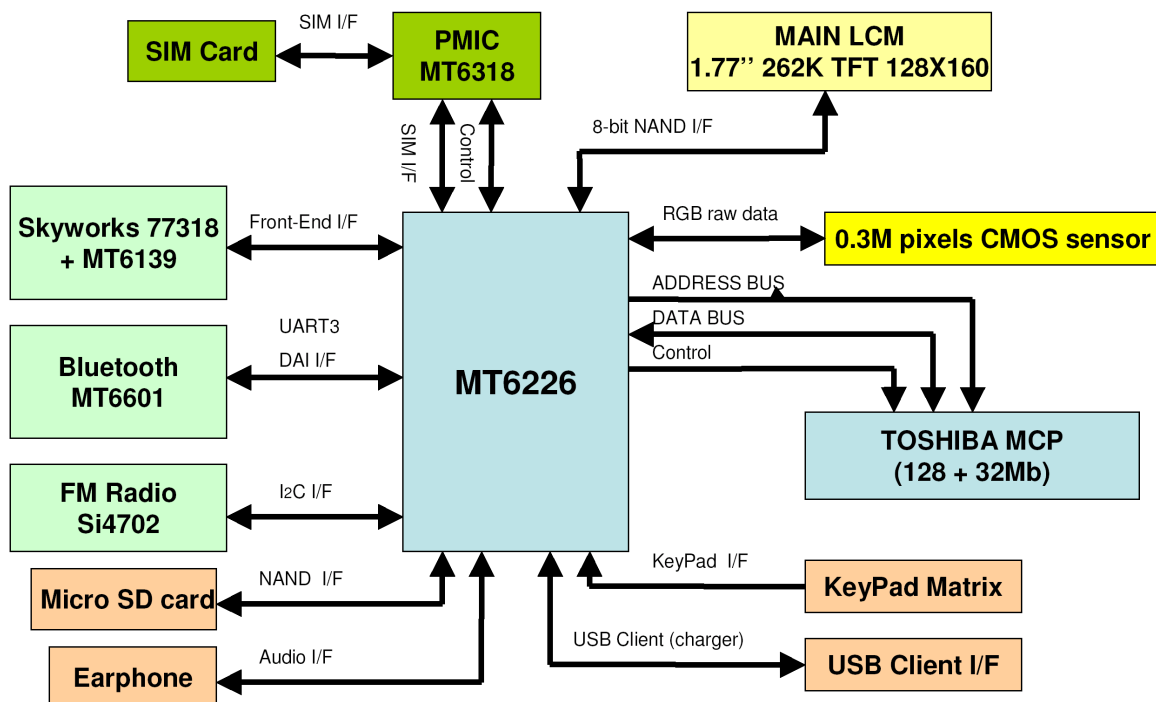 SIM I/F
SIM Card
PMIC
MT6318
MAIN LCM
1.77’’ 262K TFT 128X160
SIM I/F
Control
8-bit NAND I/F
Skyworks 77318
+ MT6139
Front-End I/F
RGB raw data
0.3M pixels CMOS sensor
ADDRESS BUS
DATA BUS
Control
UART3
DAI I/F
Bluetooth
MT6601
MT6226
TOSHIBA MCP
(128 + 32Mb)
FM Radio
Si4702
I2C I/F
NAND I/F
Micro SD card
KeyPad I/F
KeyPad Matrix
Audio I/F
Earphone
USB Client (charger)
USB Client I/F